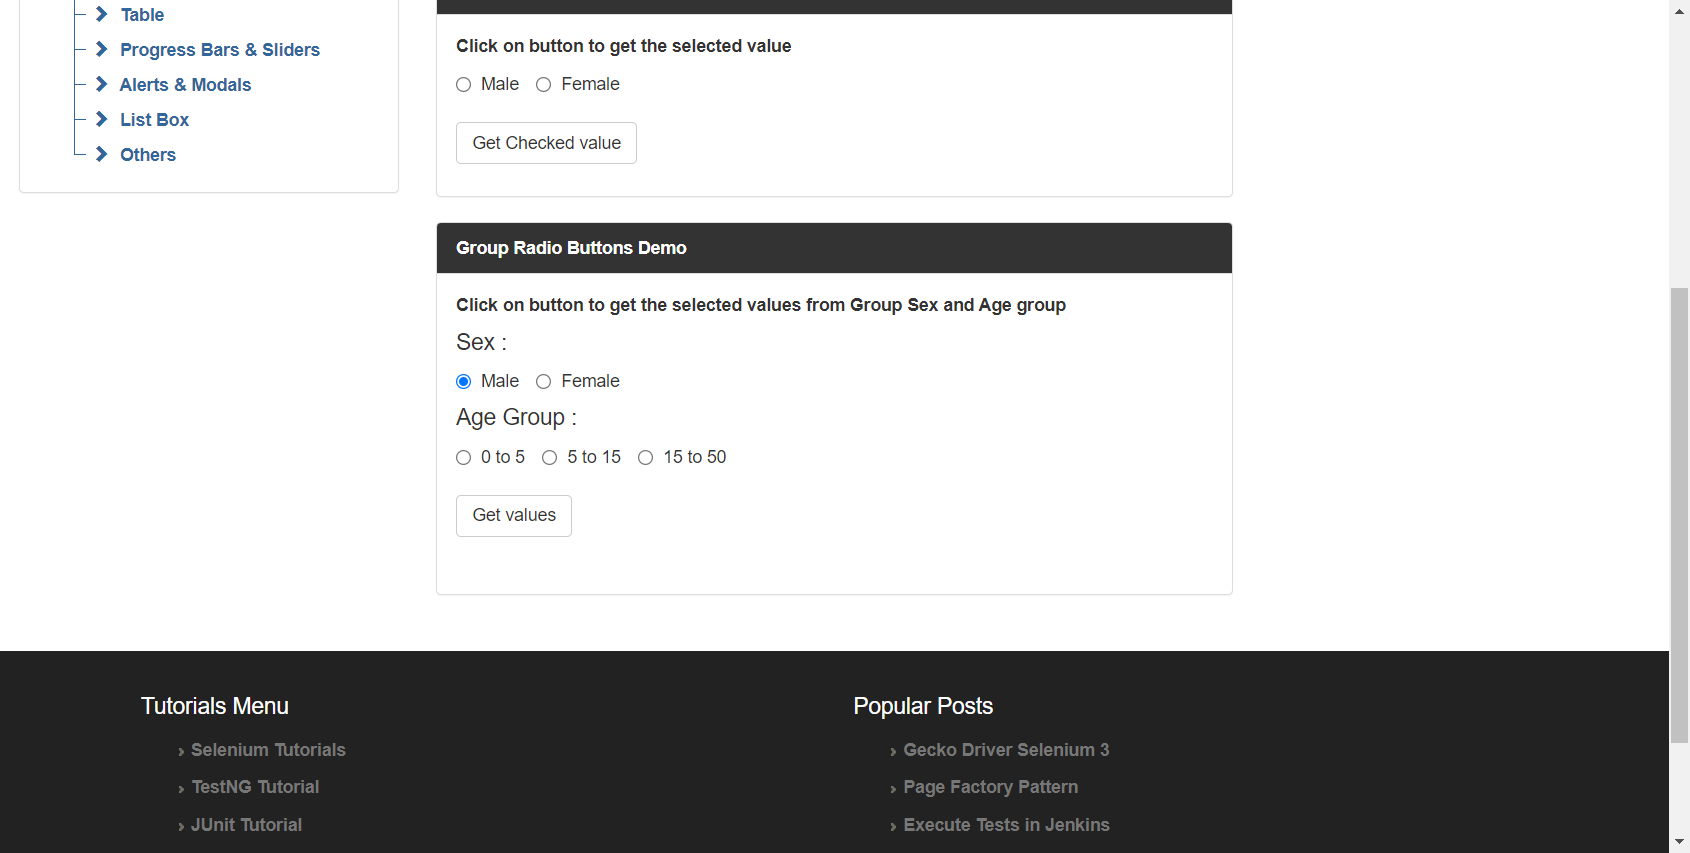 Table
Progress Bars & Sliders
Alerts & Modals
List Box
Others
Click on button to get the selected value
Male Female
Get Checked value
Group Radio Buttons Demo
Click on button to get the selected values from Group Sex and Age group
Sex :
Male Female
Age Group :
0 to 5 5 to 15 15 to 50
Get values
Tutorials Menu
Selenium Tutorials
TestNG Tutorial
JUnit Tutorial
Popular Posts
Gecko Driver Selenium 3
Page Factory Pattern
Execute Tests in Jenkins